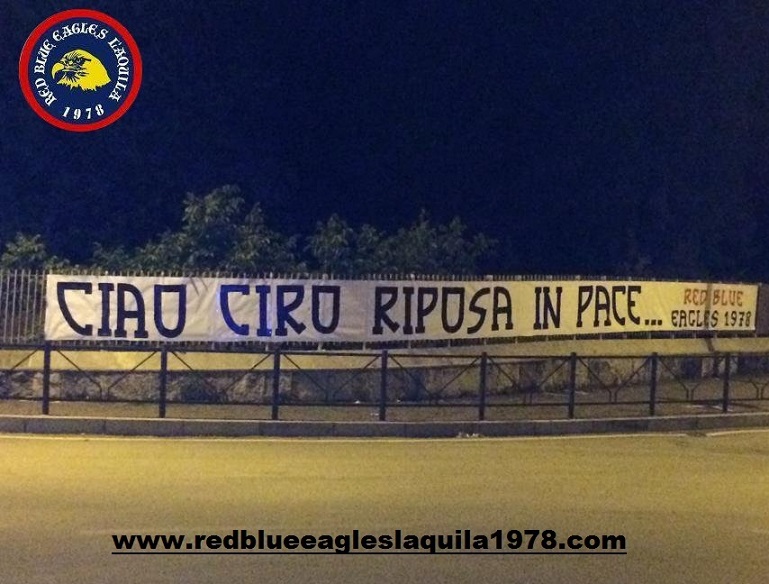 RED BLUE EAGLES L'AQUILA
1978
CIAO CIRO RIPOSA IN PACE...
RED BLUE
EAGLES 1978
www.redblueeagleslaquila1978.com